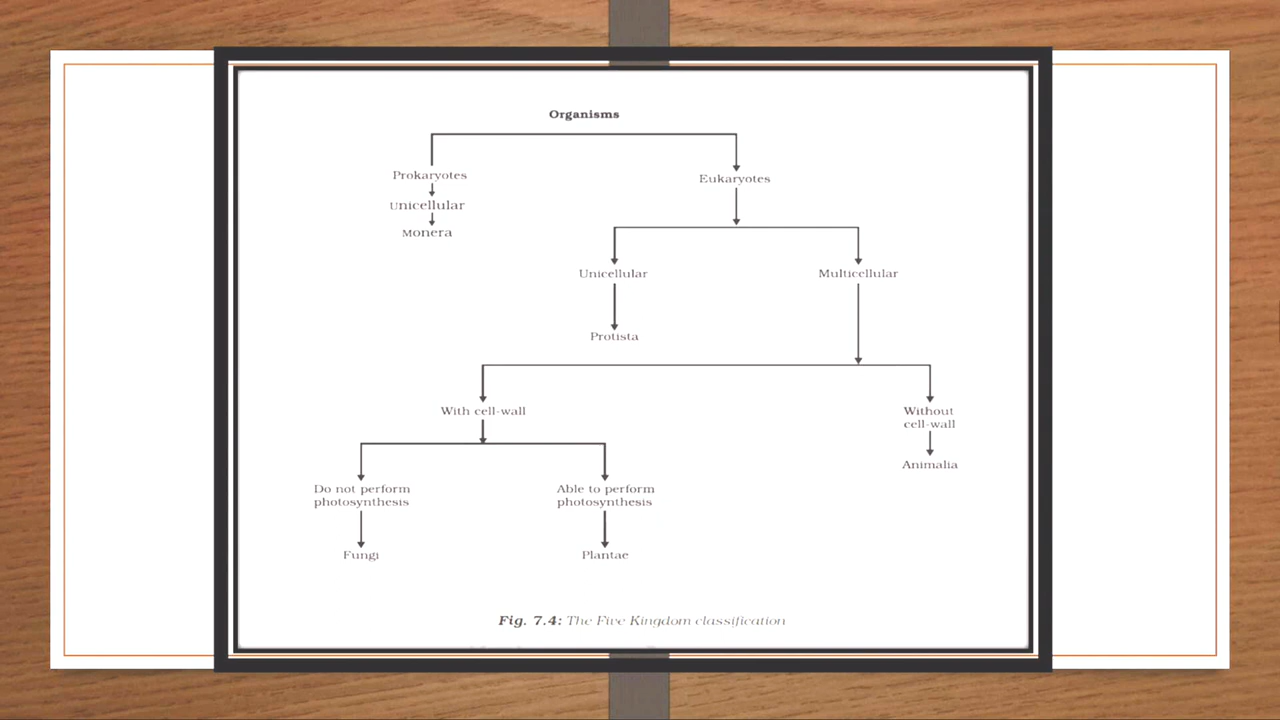 Organisms
Prokaryotes
Eukaryotes
Unicellular
Monera
Unicellular
Multicellular
Protista
With cell-wall
Without
cell-wall
Animalia
Do not perform
photosynthesis
Able to perform
photosynthesis
Fungi
Plantae
Fig. 7.4: The Five Kingdom classification